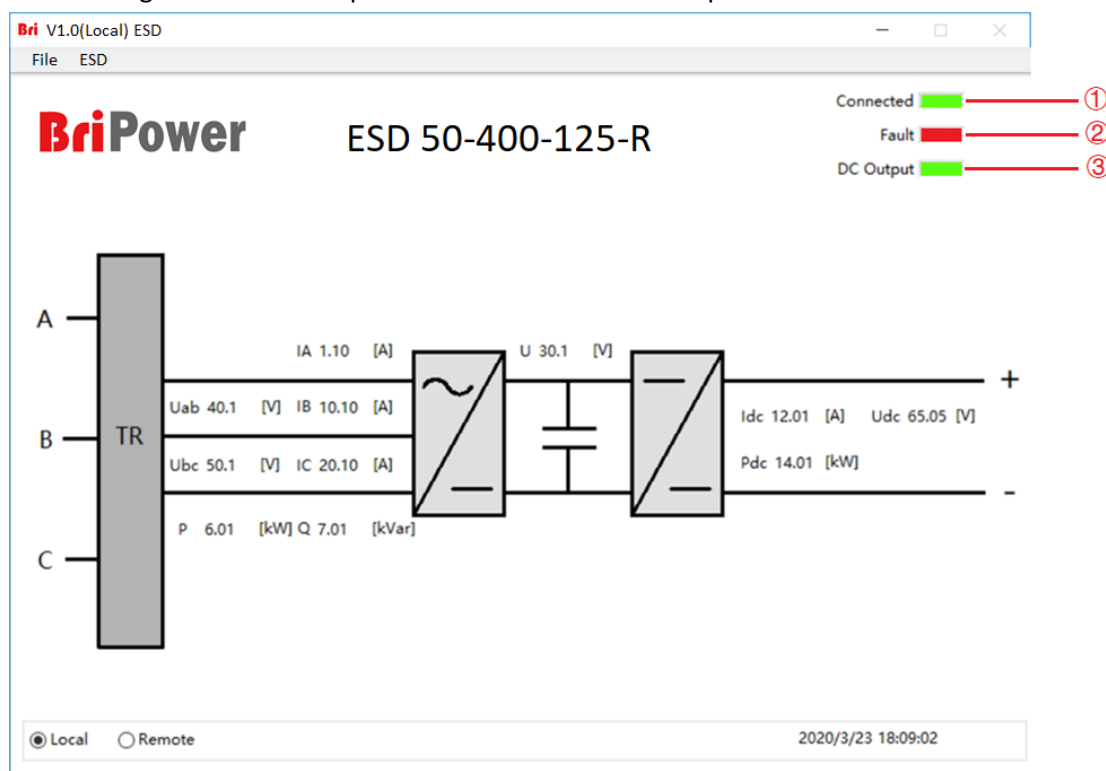 Bri V1.0(Local) ESD
File ESD
Connected ①
BriPower ESD 50-400-125-R Fault ②
DC Output ③
A
IA 1.10 [A] U 30.1 [V]
+
Uab 40.1 [V] IB 10.10 [A] Idc 12.01 [A] Udc 65.05 [V]
B TR
Ubc 50.1 [V] IC 20.10 [A] Pdc 14.01 [kW]
-
P 6.01 [kW] Q 7.01 [kVar]
C
Local Remote 2020/3/23 18:09:02